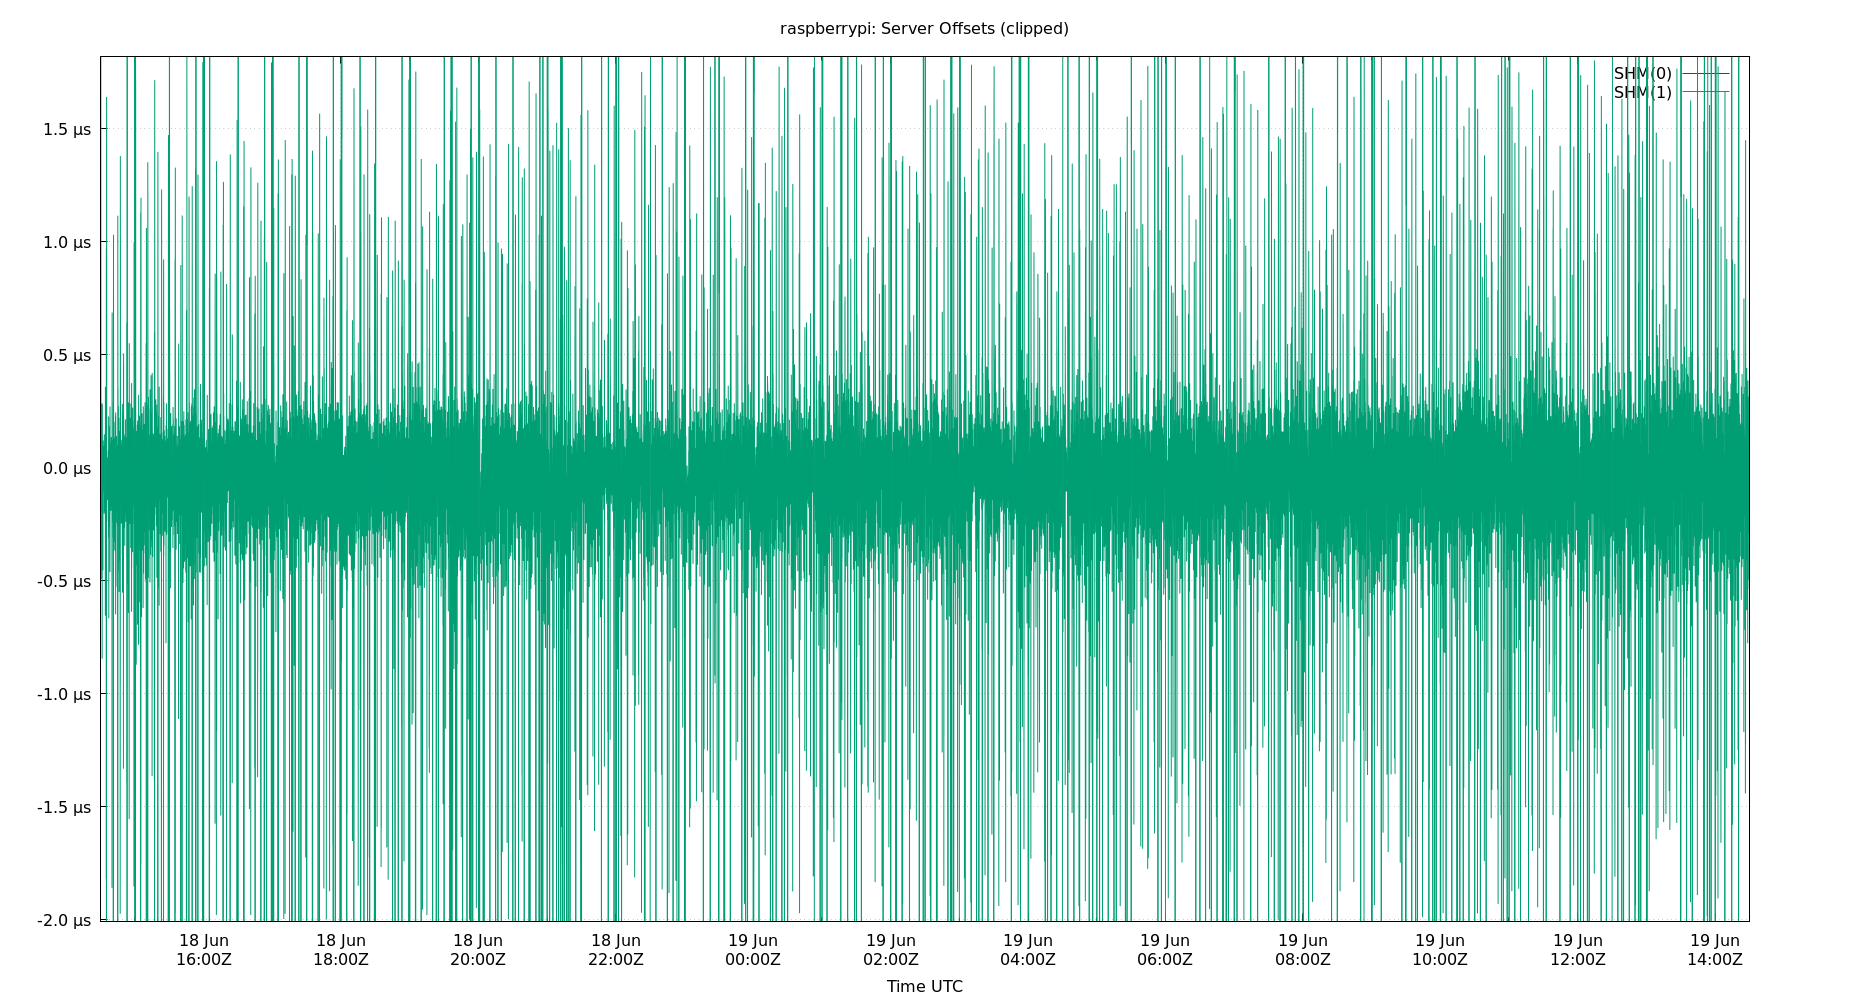 raspberrypi: Server Offsets (clipped)
SHM(0)
SHM(1)
1.5 µs
1.0 µs
0.5 µs
0.0 µs
-0.5 µs
-1.0 µs
-1.5 µs
-2.0 µs
18 Jun 18 Jun 18 Jun 18 Jun 19 Jun 19 Jun 19 Jun 19 Jun 19 Jun 19 Jun 19 Jun 19 Jun
16:00Z 18:00Z 20:00Z 22:00Z 00:00Z 02:00Z 04:00Z 06:00Z 08:00Z 10:00Z 12:00Z 14:00Z
Time UTC